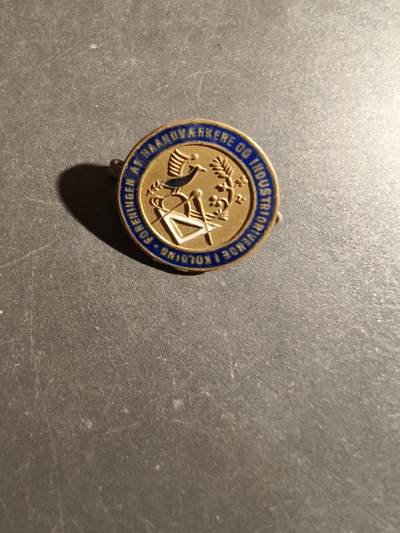 FORENINGEN AF HAANDVÆRKERE OG INDUSTRIDRIVENDE I KOLDING